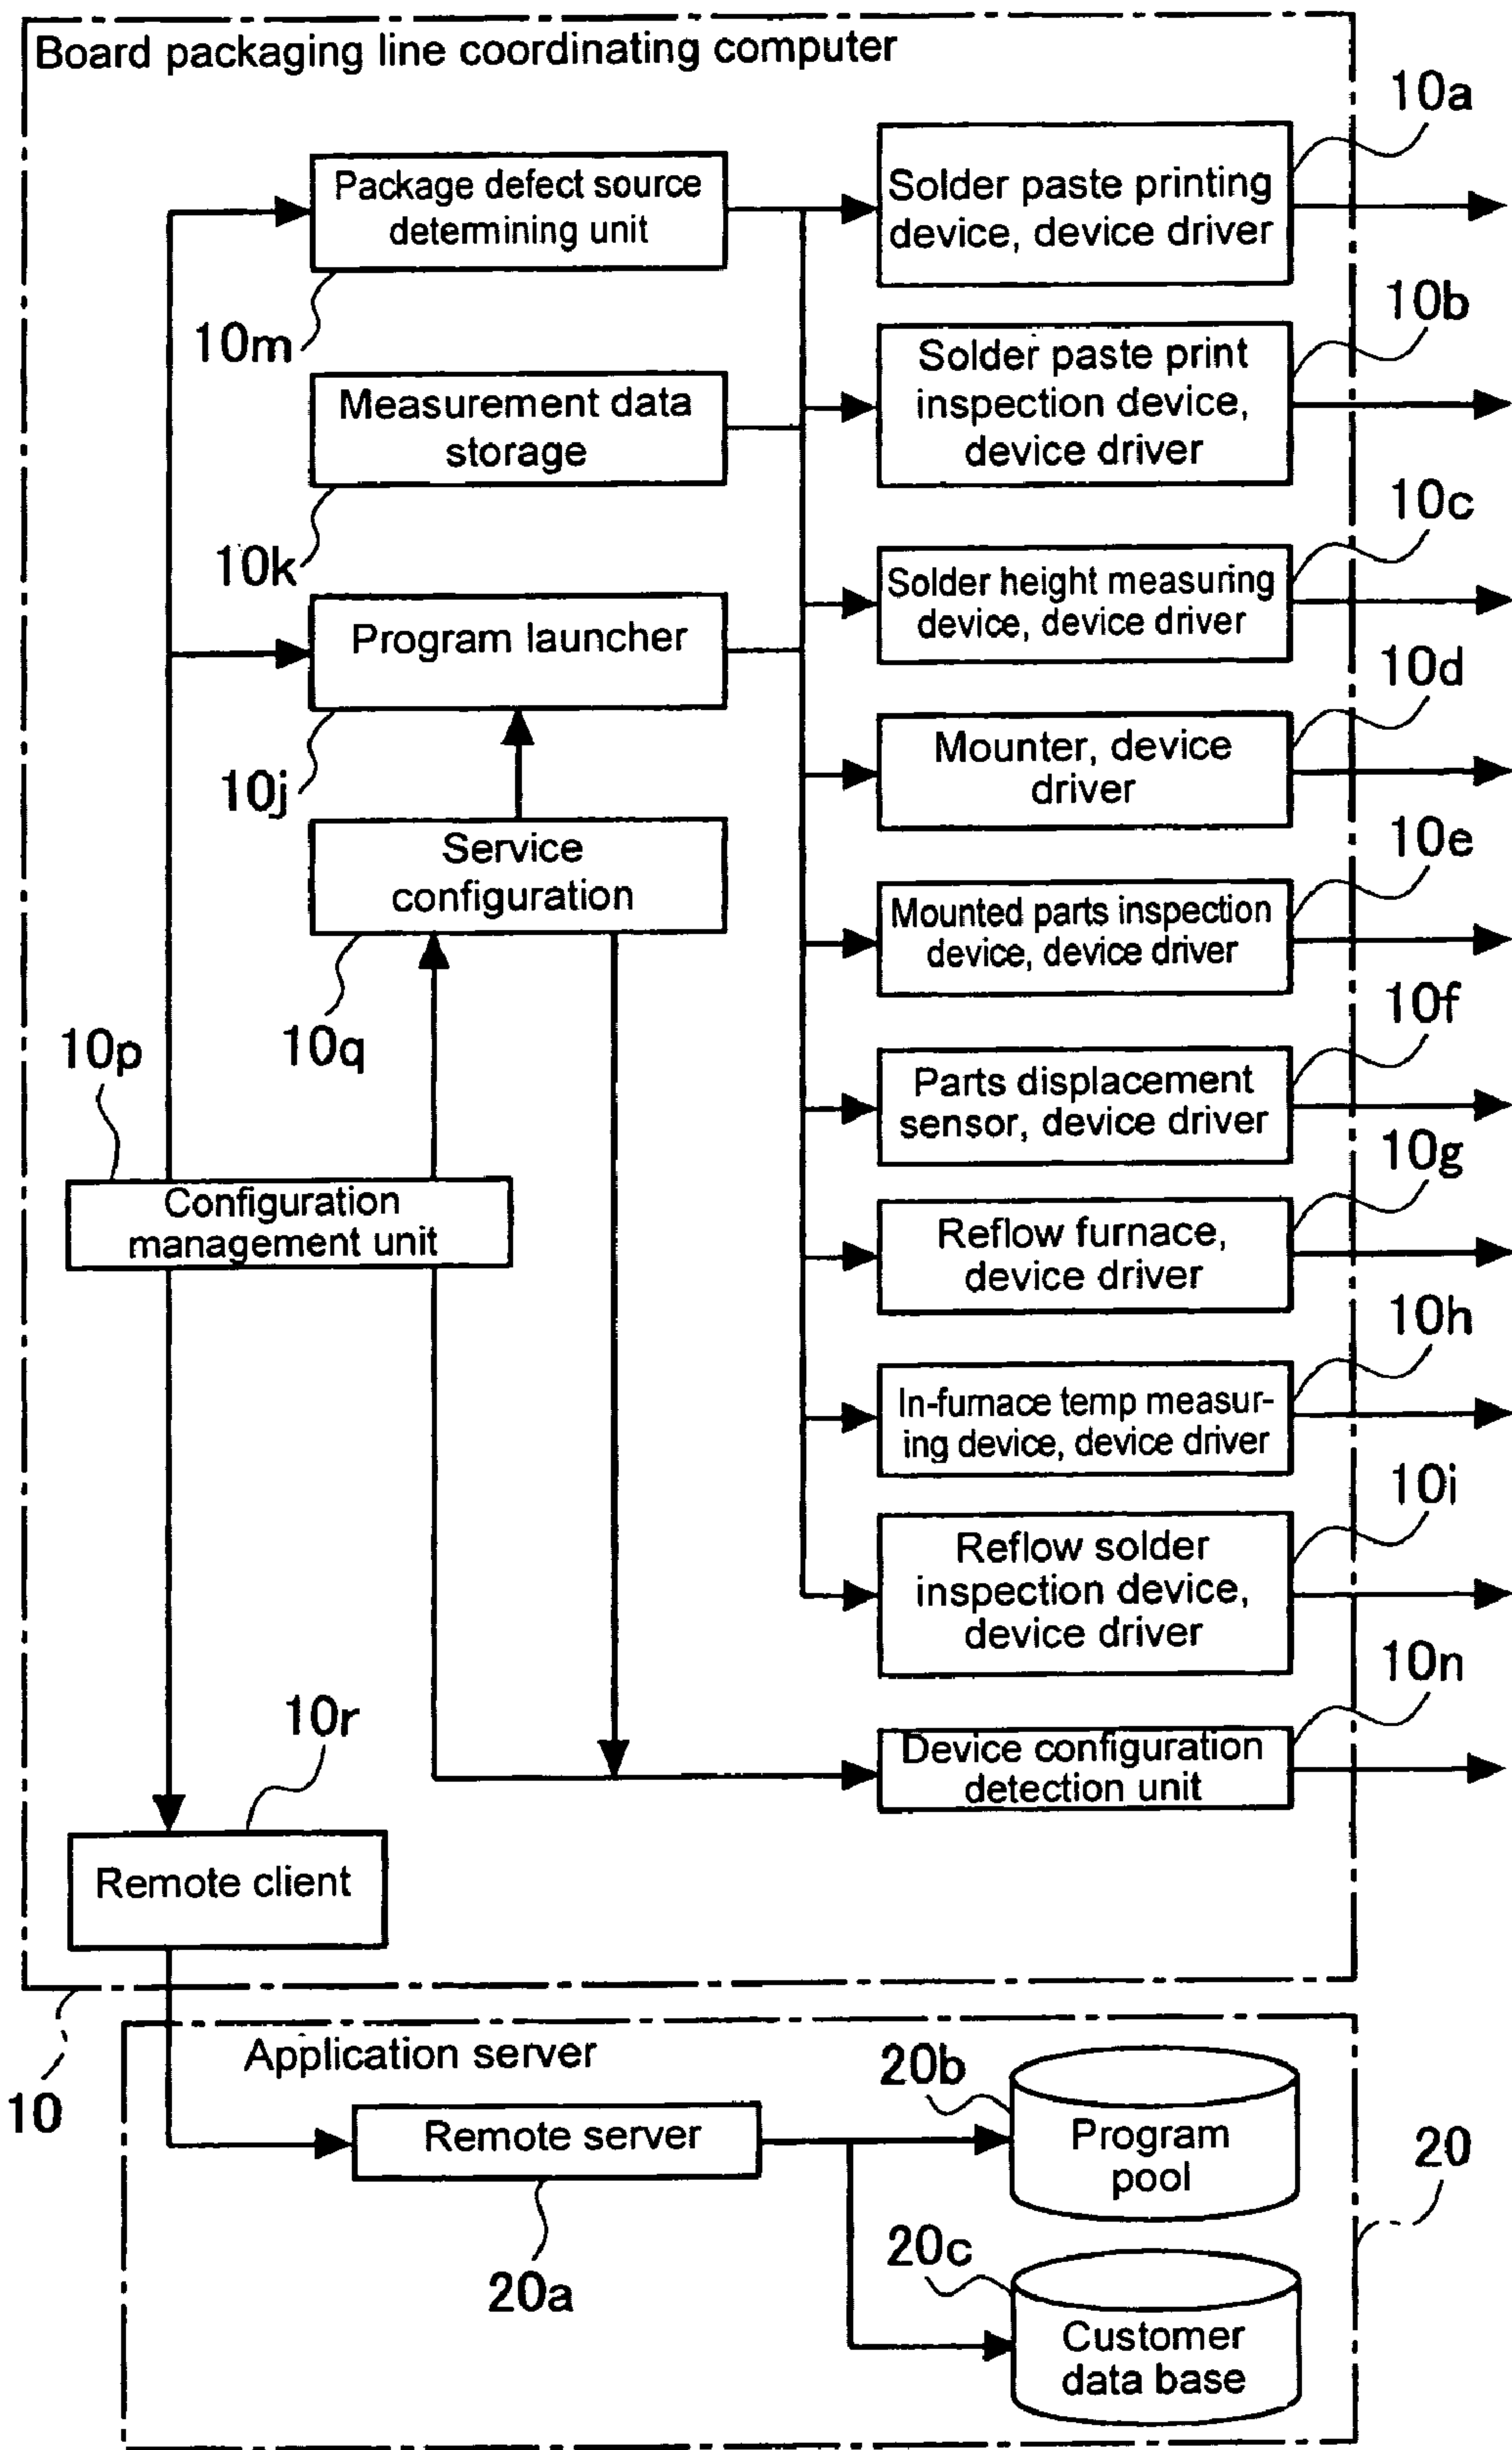 Board packaging line coordinating computer
10a
Package defect source
determining unit
Solder paste printing
device, device driver
10m
10b
Solder paste print
inspection device,
device driver
Measurement data
storage
10k
10c
Solder height measuring
device, device driver
Program launcher
10j
10d
Mounter, device
driver
Service
configuration
10q
10e
Mounted parts inspection
device, device driver
10p
10f
Parts displacement
sensor, device driver
Configuration
management unit
10g
Reflow furnace,
device driver
10h
In-furnace temp measur-
ing device, device driver
10i
Reflow solder
inspection device,
device driver
10n
Device configuration
detection unit
10r
Remote client
10
Application server
20b
Program
pool
Remote server
20a
20
20c
Customer
data base